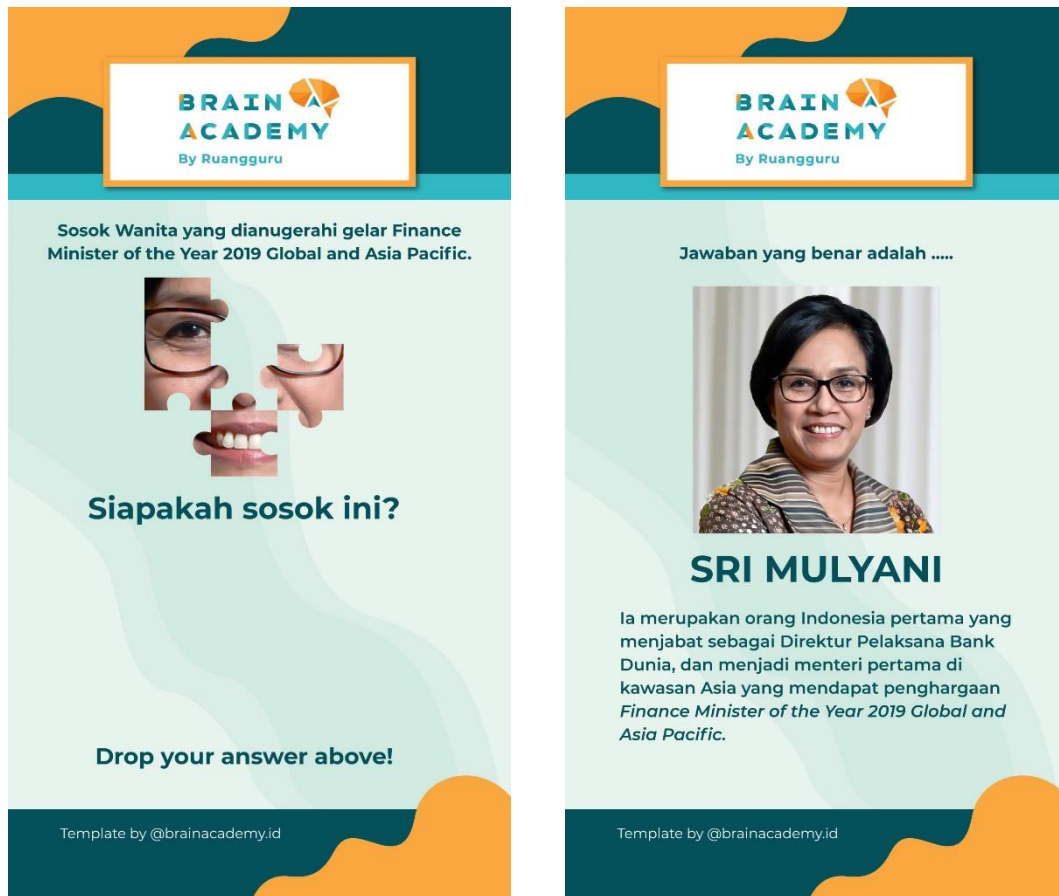 BRAIN
ACADEMY
By Ruangguru
Sosok Wanita yang dianugerahi gelar Finance
Minister of the Year 2019 Global and Asia Pacific.
Siapakah sosok ini?
Drop your answer above!
Template by @brainacademy.id
BRAIN
ACADEMY
By Ruangguru
Jawaban yang benar adalah .....
SRI MULYANI
Ia merupakan orang Indonesia pertama yang
menjabat sebagai Direktur Pelaksana Bank
Dunia, dan menjadi menteri pertama di
kawasan Asia yang mendapat penghargaan
Finance Minister of the Year 2019 Global and
Asia Pacific.
Template by @brainacademy.id